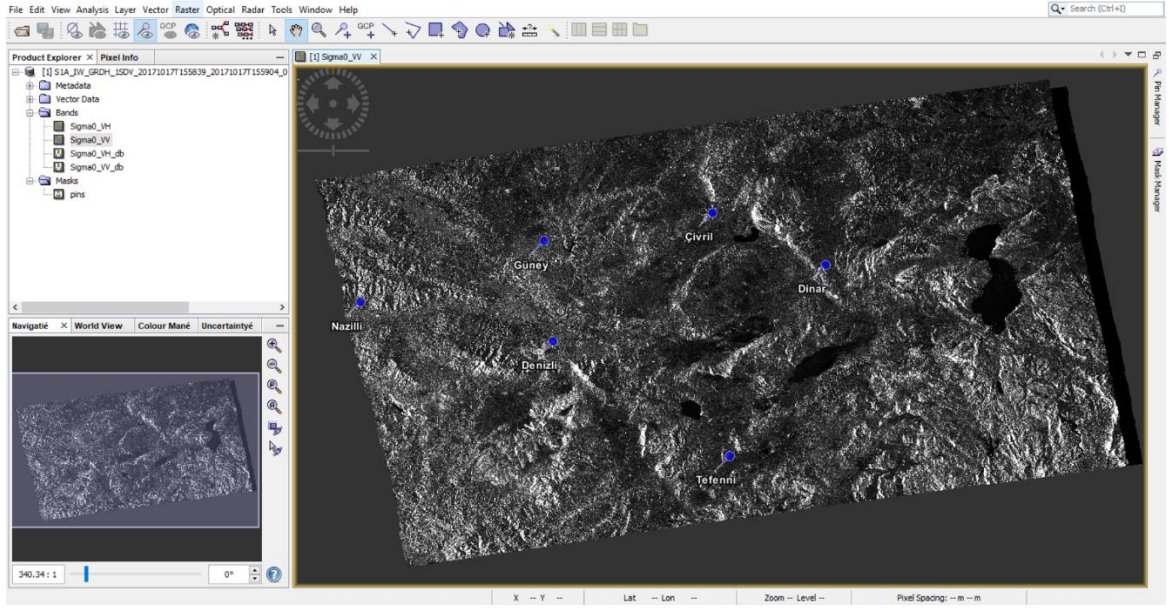 File Edit View Analysis Layer Vector Raster Optical Radar Tools Window Help
Search (Ctrl+I)
GCP GCP
Product Explorer × Pixel Info
[1] Sigma0_VV ×
[1] S1A_IW_GRDH_1SDV_20171017T155839_20171017T155904_0
Metadata
Vector Data
Bands
Sigma0_VH
Sigma0_VV
Sigma0_VH_db
Sigma0_VV_db
Masks
pins
Pin Manager
Mask Manager
Çivril
Güney
Dinar
Nazilli
Denizli
Tefenni
Navigatié × World View Colour Mané Uncertaintyé
340.34 : 1
0°
X -- Y -- Lat -- Lon -- Zoom -- Level -- Pixel Spacing: -- m -- m